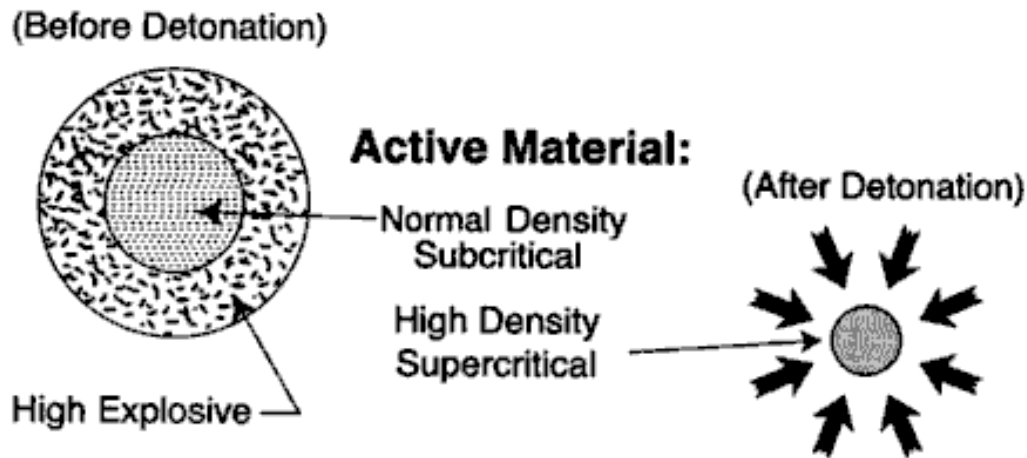 (Before Detonation)
Active Material:
(After Detonation)
Normal Density
Subcritical
High Density
Supercritical
High Explosive